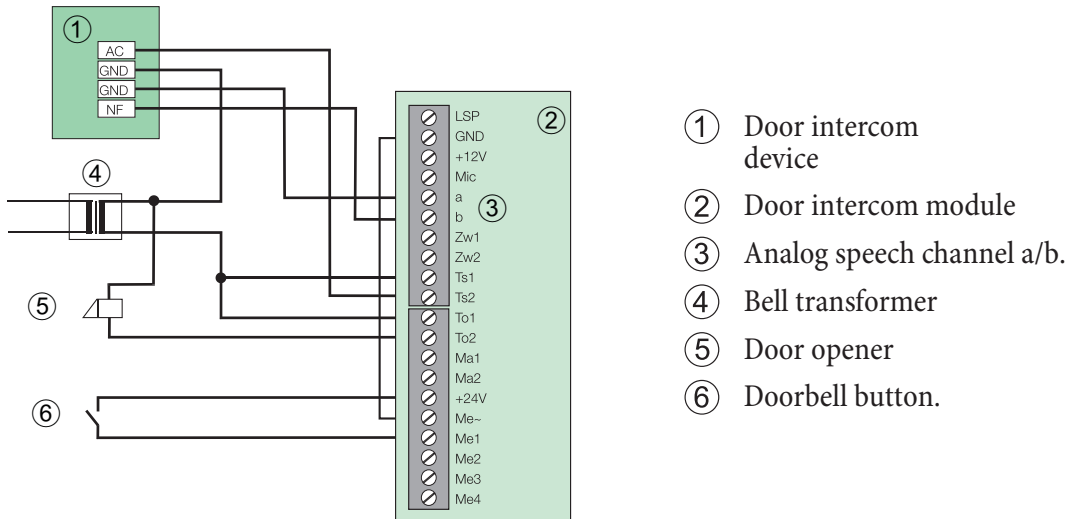 ①
AC
GND
GND
NF
②
LSP
GND
+12V
Mic
a
b
③
Zw1
Zw2
Ts1
Ts2
To1
To2
Ma1
Ma2
+24V
Me~
Me1
Me2
Me3
Me4
④
⑤
⑥
① Door intercom
device
② Door intercom module
③ Analog speech channel a/b.
④ Bell transformer
⑤ Door opener
⑥ Doorbell button.